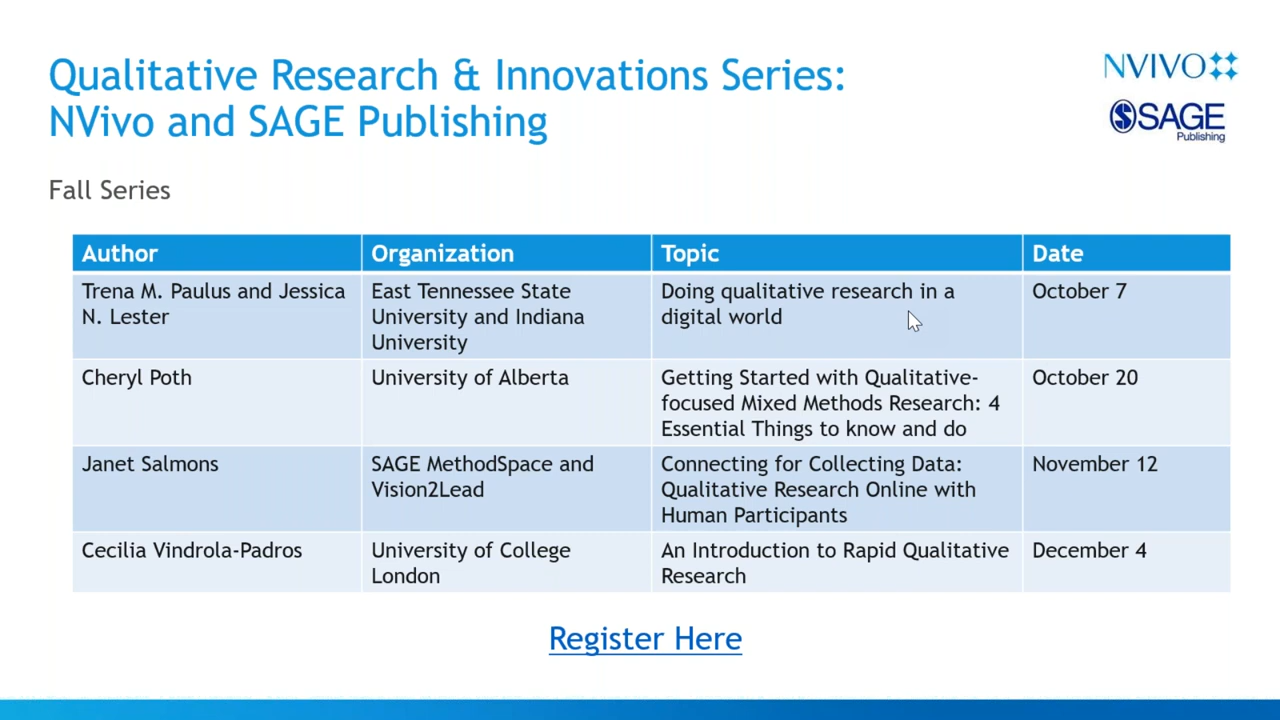 Qualitative Research & Innovations Series:
NVivo and SAGE Publishing
NVIVO
SAGE
Publishing
Fall Series
Author
Organization
Topic
Date
Trena M. Paulus and Jessica
N. Lester
East Tennessee State
University and Indiana
University
Doing qualitative research in a
digital world
October 7
Cheryl Poth
University of Alberta
Getting Started with Qualitative-
focused Mixed Methods Research: 4
Essential Things to know and do
October 20
Janet Salmons
SAGE MethodSpace and
Vision2Lead
Connecting for Collecting Data:
Qualitative Research Online with
Human Participants
November 12
Cecilia Vindrola-Padros
University of College
London
An Introduction to Rapid Qualitative
Research
December 4
Register Here